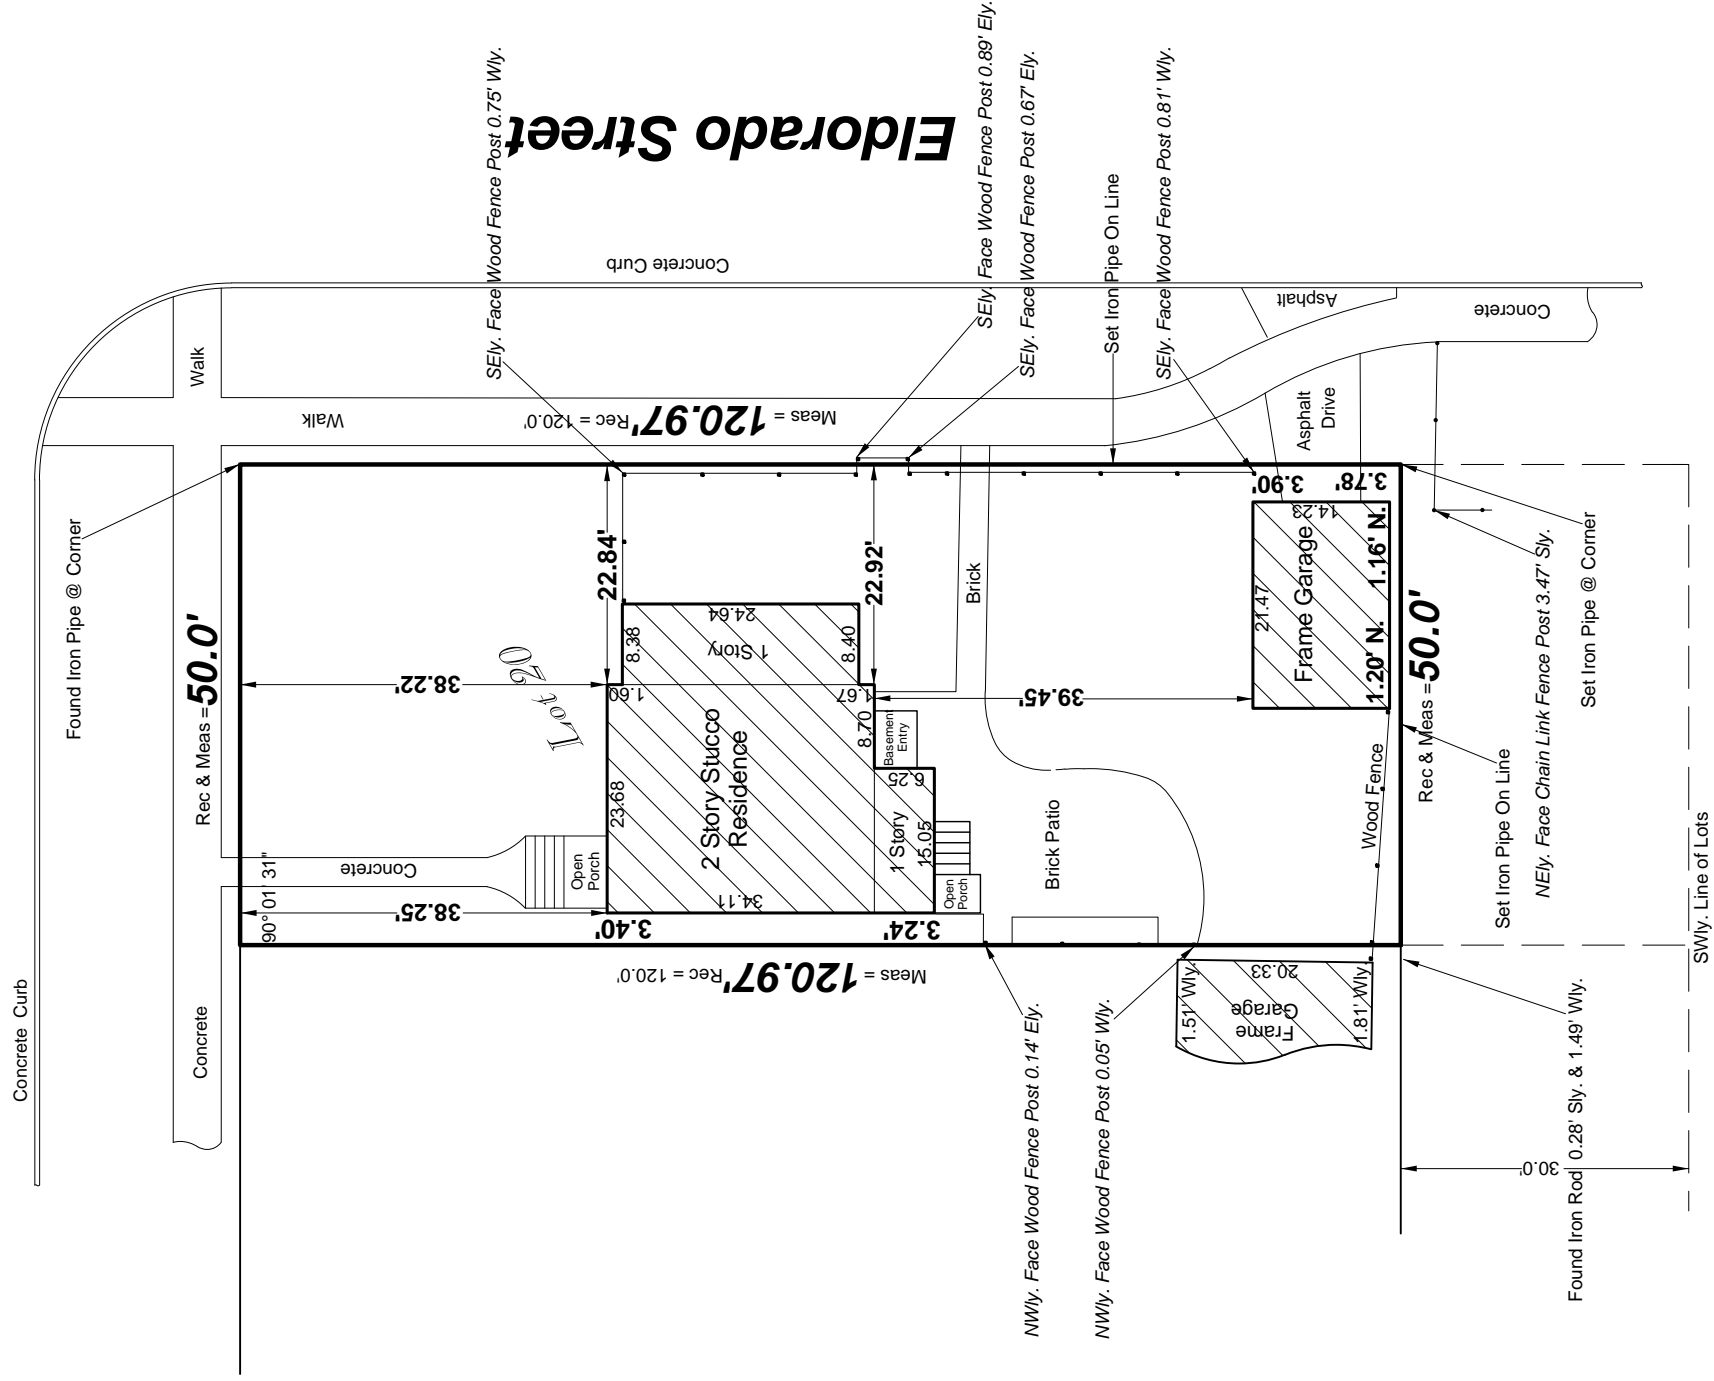 Eldorado Street
SEly. Face Wood Fence Post 0.75' Wly.
SEly. Face Wood Fence Post 0.89' Ely.
SEly. Face Wood Fence Post 0.67' Ely.
Set Iron Pipe On Line
SEly. Face Wood Fence Post 0.81' Wly.
Concrete Curb
Asphalt
Concrete
Walk
Walk
Meas = 120.97' Rec = 120.0'
Asphalt
Drive
Found Iron Pipe @ Corner
Rec & Meas = 50.0'
22.84'
22.92'
3.90'
3.78'
14.23
1.16' N.
Frame Garage
21.47
1.20' N.
Brick
24.64
1 Story
8.38
8.40
Lot 20
38.22'
1.60
1.67
39.45'
8.70
Basement
Entry
6.25
2 Story Stucco
Residence
23.68
1 Story
15.05
34.11
Open
Porch
Open
Porch
Brick Patio
Wood Fence
Concrete
38.25'
90° 01' 31"
3.40'
3.24'
Meas = 120.97' Rec = 120.0'
Rec & Meas = 50.0'
Set Iron Pipe @ Corner
NEly. Face Chain Link Fence Post 3.47' Sly.
Set Iron Pipe On Line
SWly. Line of Lots
Concrete Curb
Concrete
NWly. Face Wood Fence Post 0.14' Ely.
NWly. Face Wood Fence Post 0.05' Wly.
1.51' Wly.
20.33
Frame
Garage
1.81' Wly.
Found Iron Rod 0.28' Sly. & 1.49' Wly.
30.0'